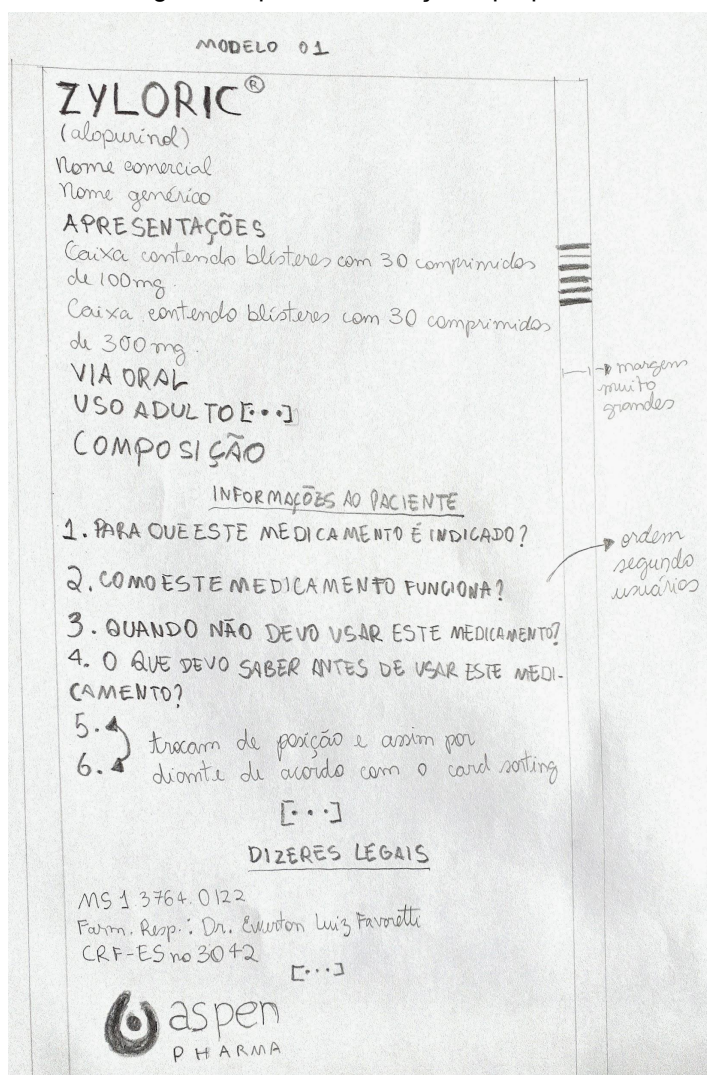 MODELO 01
ZYLORIC®
(alopurinol)
Nome comercial
Nome genérico
APRESENTAÇÕES
Caixa contendo blísteres com 30 comprimidos
de 100mg.
Caixa contendo blísteres com 30 comprimidos
de 300mg.
VIA ORAL
USO ADULTO [...]
COMPOSIÇÃO
margens
muito
grandes
INFORMAÇÕES AO PACIENTE
1. PARA QUE ESTE MEDICAMENTO É INDICADO?
2. COMO ESTE MEDICAMENTO FUNCIONA?
ordem
segundo
usuários
3. QUANDO NÃO DEVO USAR ESTE MEDICAMENTO?
4. O QUE DEVO SABER ANTES DE USAR ESTE MEDI-
CAMENTO?
5.
6.
trocam de posição e assim por
diante de acordo com o card sorting
[...]
DIZERES LEGAIS
MS 1 3764.0122
Farm. Resp.: Dr. Ewerton Luiz Favoretti
CRF-ES no 3042
[...]
aspen
PHARMA